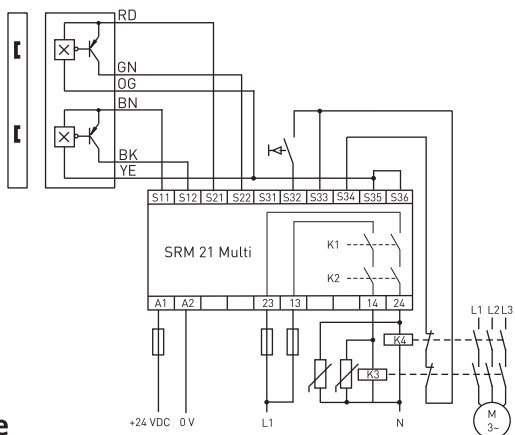 RD
GN
OG
BN
BK
YE
S11 S12 S21 S22 S31 S32 S33 S34 S35 S36
SRM 21 Multi
K1
K2
A1 A2 23 13 14 24
L1 L2 L3
K4
K3
+24 VDC 0 V L1 N
M
3~
e